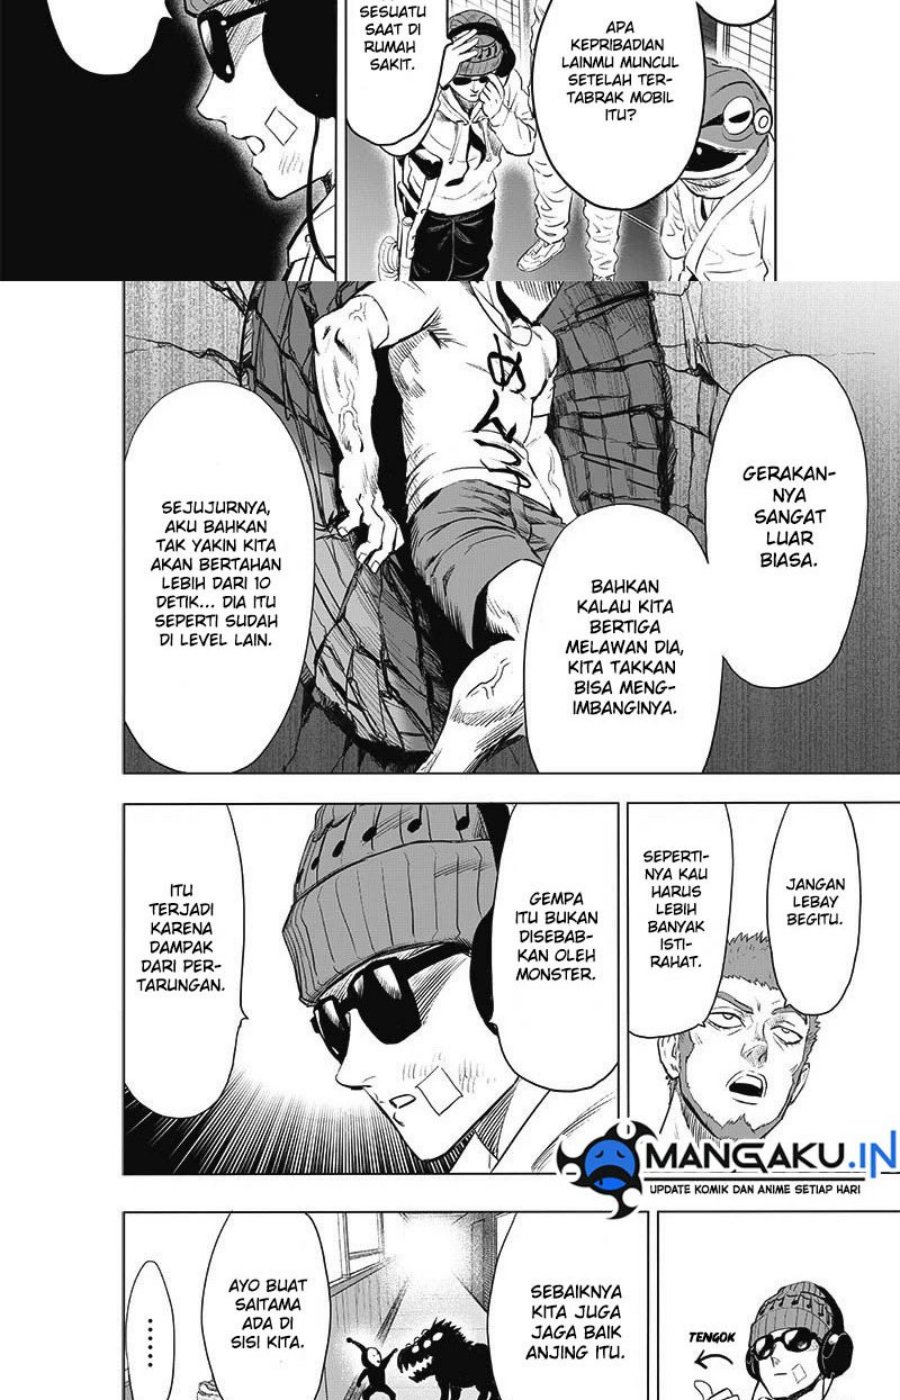 APA
KEPRIBADIAN
LAINMU MUNCUL
SETELAH TER-
TABRAK MOBIL
ITU?
SESUATU
SAAT DI
RUMAH
SAKIT.
GERAKAN-
NYA
SANGAT
LUAR
BIASA.
BAHKAN
KALAU KITA
BERTIGA
MELAWAN DIA,
KITA TAKKAN
BISA MENG-
IMBANGINYA.
SEJUJURNYA,
AKU BAHKAN
TAK YAKIN KITA
AKAN BERTAHAN
LEBIH DARI 10
DETIK... DIA ITU
SEPERTI SUDAH
DI LEVEL LAIN.
JANGAN
LEBAY
BEGITU.
SEPERTI-
NYA KAU
HARUS
LEBIH
BANYAK
ISTI-
RAHAT.
GEMPA
ITU BUKAN
DISEBAB-
KAN OLEH
MONSTER.
ITU
TERJADI
KARENA
DAMPAK
DARI PER-
TARUNGAN.
MANGAKU.IN
UPDATE KOMIK DAN ANIME SETIAP HARI
TENGOK
SEBAIKNYA
KITA JUGA
JAGA BAIK
ANJING ITU.
AYO BUAT
SAITAMA
ADA DI
SISI KITA.
......